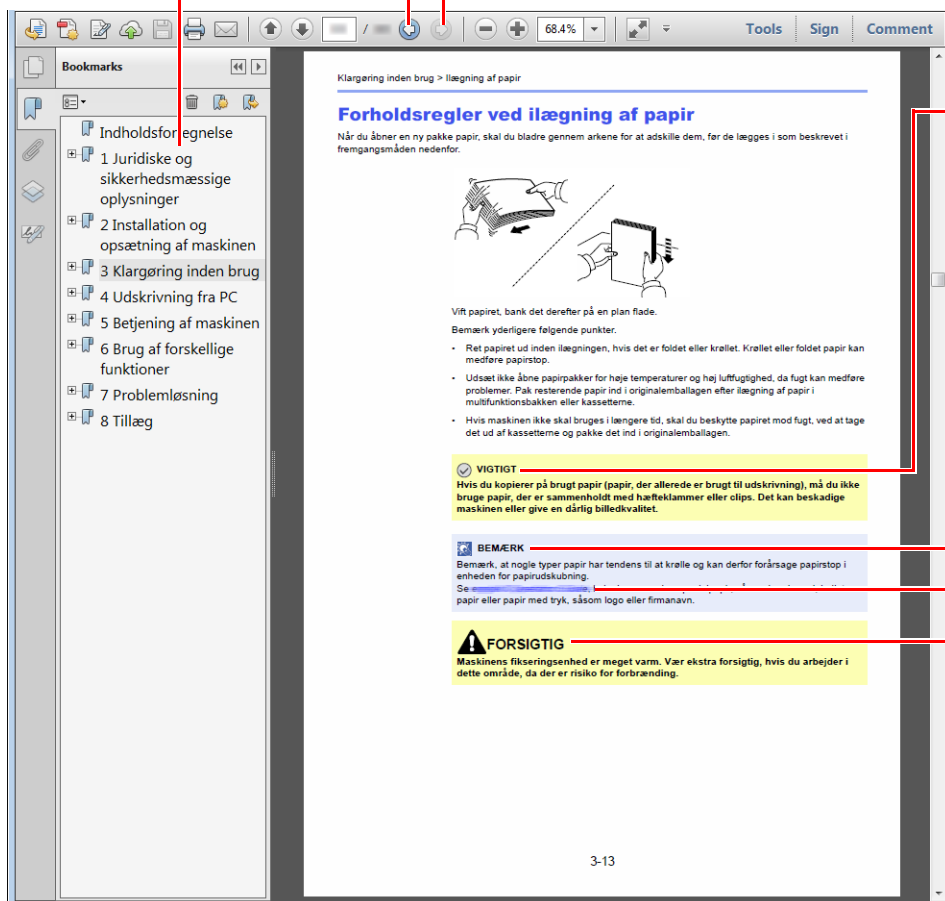 /
68.4%
Tools
Sign
Comment
Bookmarks
Indholdsfortegnelse
1 Juridiske og
sikkerhedsmæssige
oplysninger
2 Installation og
opsætning af maskinen
3 Klargøring inden brug
4 Udskrivning fra PC
5 Betjening af maskinen
6 Brug af forskellige
funktioner
7 Problemløsning
8 Tillæg
Klargøring inden brug > Ilægning af papir
Forholdsregler ved ilægning af papir
Når du åbner en ny pakke papir, skal du bladre gennem arkene for at adskille dem, før de lægges i som beskrevet i
fremgangsmåden nedenfor.
Vift papiret, bank det derefter på en plan flade.
Bemærk yderligere følgende punkter.
• Ret papiret ud inden ilægningen, hvis det er foldet eller krøllet. Krøllet eller foldet papir kan
medføre papirstop.
• Udsæt ikke åbne papirpakker for høje temperaturer og høj luftfugtighed, da fugt kan medføre
problemer. Pak resterende papir ind i originalemballagen efter ilægning af papir i
multifunktionsbakken eller kassetterne.
• Hvis maskinen ikke skal bruges i længere tid, skal du beskytte papiret mod fugt, ved at tage
det ud af kassetterne og pakke det ind i originalemballagen.
VIGTIGT
Hvis du kopierer på brugt papir (papir, der allerede er brugt til udskrivning), må du ikke
bruge papir, der er sammenholdt med hæfteklammer eller clips. Det kan beskadige
maskinen eller give en dårlig billedkvalitet.
BEMÆRK
Bemærk, at nogle typer papir har tendens til at krølle og kan derfor forårsage papirstop i
enheden for papirudskubning.
Se
papir eller papir med tryk, såsom logo eller firmanavn.
FORSIGTIG
Maskinens fikseringsenhed er meget varm. Vær ekstra forsigtig, hvis du arbejder i
dette område, da der er risiko for forbrænding.
3-13